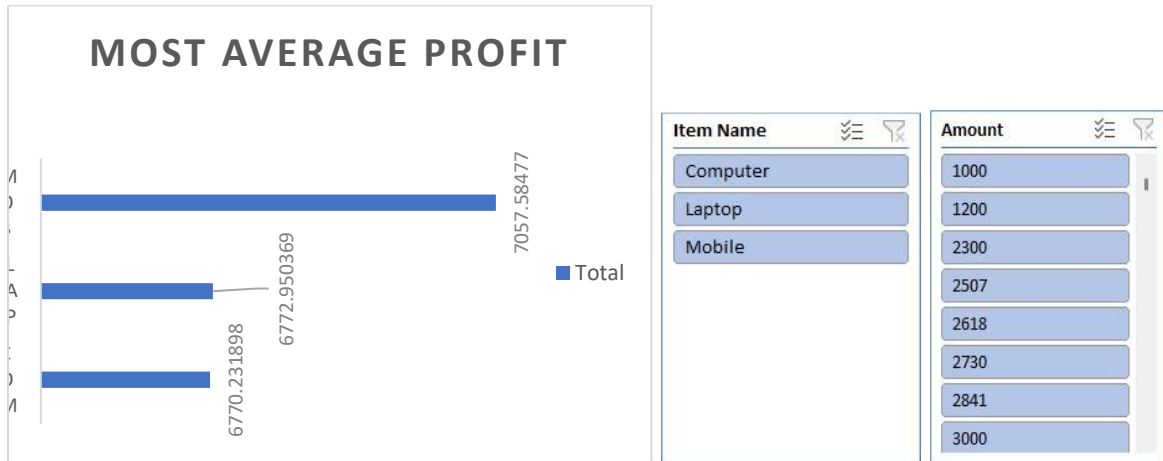 MOST AVERAGE PROFIT
7057.58477
6772.950369
6770.231898
Total
Item Name
Computer
Laptop
Mobile
Amount
1000
1200
2300
2507
2618
2730
2841
3000